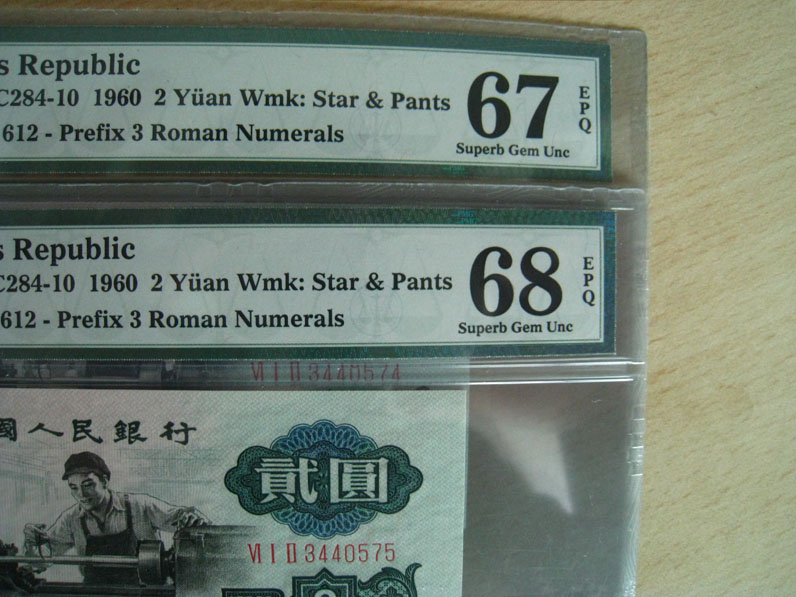 s Republic
C284-10 1960 2 Yüan Wmk: Star & Pants
612 - Prefix 3 Roman Numerals
67
EPQ
Superb Gem Unc
s Republic
C284-10 1960 2 Yüan Wmk: Star & Pants
612 - Prefix 3 Roman Numerals
68
EPQ
Superb Gem Unc
VI I II 3440574
國人民銀行
貳圓
VI I II 3440575